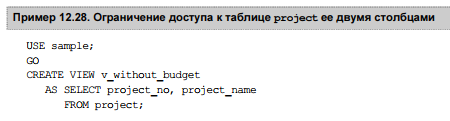 Пример 12.28. Ограничение доступа к таблице project ее двумя столбцами
USE sample;
GO
CREATE VIEW v_without_budget
AS SELECT project_no, project_name
FROM project;